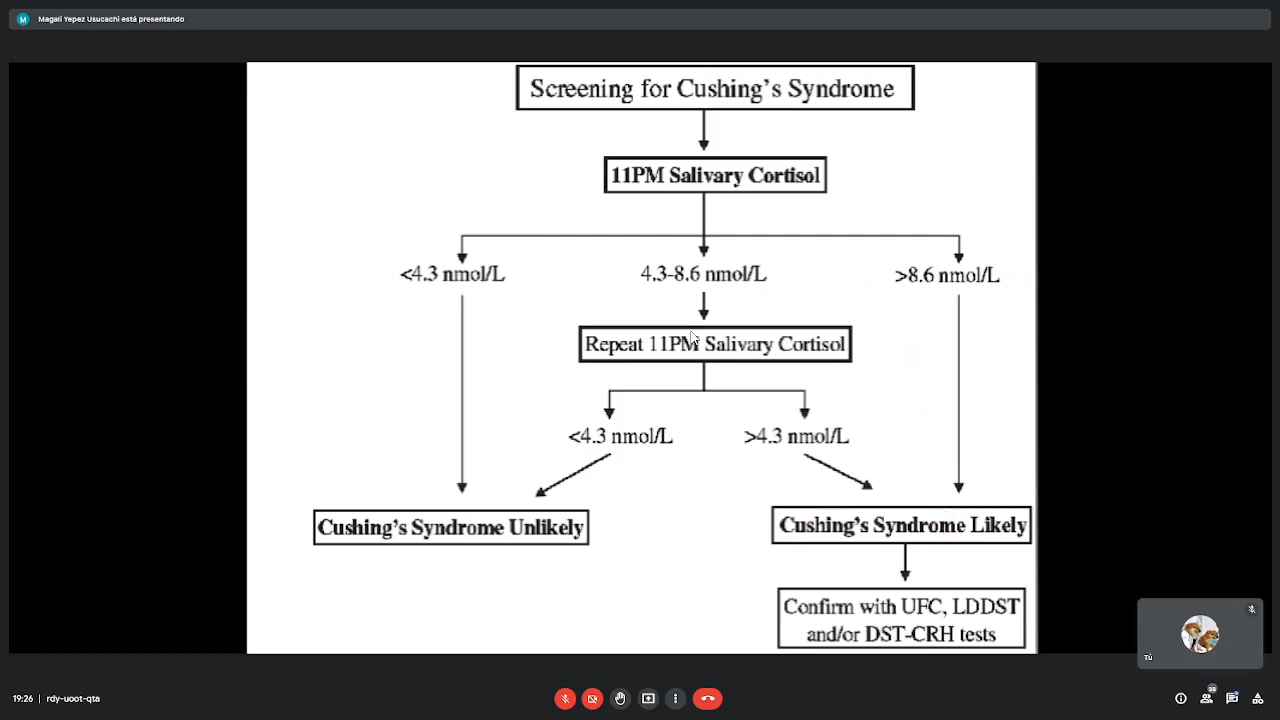 M
Magali Yepez Usucachi está presentando
Screening for Cushing's Syndrome
11PM Salivary Cortisol
<4.3 nmol/L
4.3-8.6 nmol/L
>8.6 nmol/L
Repeat 11PM Salivary Cortisol
<4.3 nmol/L
>4.3 nmol/L
Cushing's Syndrome Unlikely
Cushing's Syndrome Likely
Confirm with UFC, LDDST
and/or DST-CRH tests
Tú
19:26 | rdy-uoot-qta